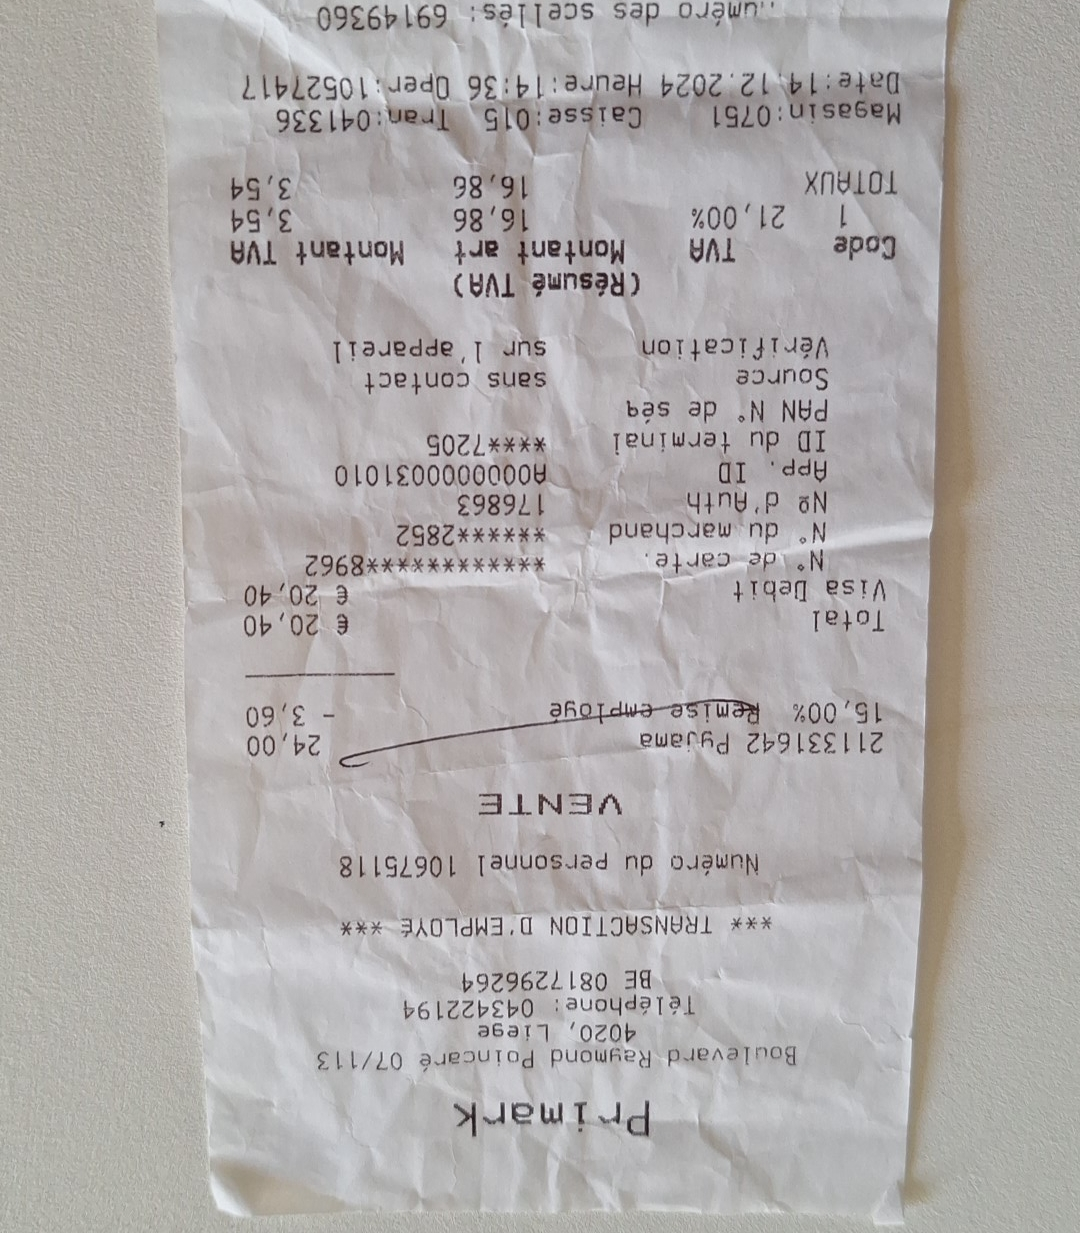 Primark
Boulevard Raymond Poincaré 07/113
4020, Liege
Téléphone: 043422194
BE 0817296264
*** TRANSACTION D'EMPLOYÉ ***
Numéro du personnel 10675118
VENTE
211331642 Pyjama 24,00
15,00% Remise employé - 3,60
Total € 20,40
Visa Debit € 20,40
N° de carte. **************8962
N° du marchand *******2852
Nº d'Auth 176863
App. ID A0000000031010
ID du terminal ****7205
PAN N° de séq
Source sans contact
Vérification sur l'appareil
(Résumé TVA)
Code TVA Montant art Montant TVA
1 21,00% 16,86 3,54
TOTAUX 16,86 3,54
Magasin:0751 Caisse:015 Tran:041336
Date:14.12.2024 Heure:14:36 Oper:10527417
uméro des scellés: 69149360